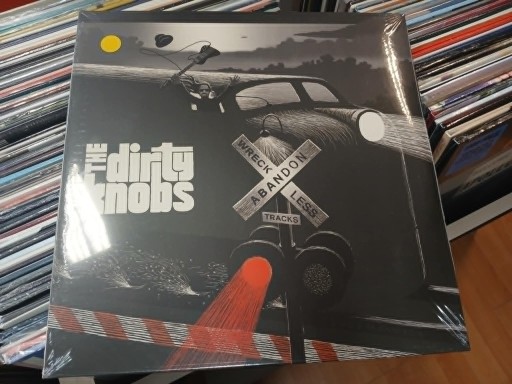 THE dirty
knobs
WRECK
ABANDON
LESS
TRACKS